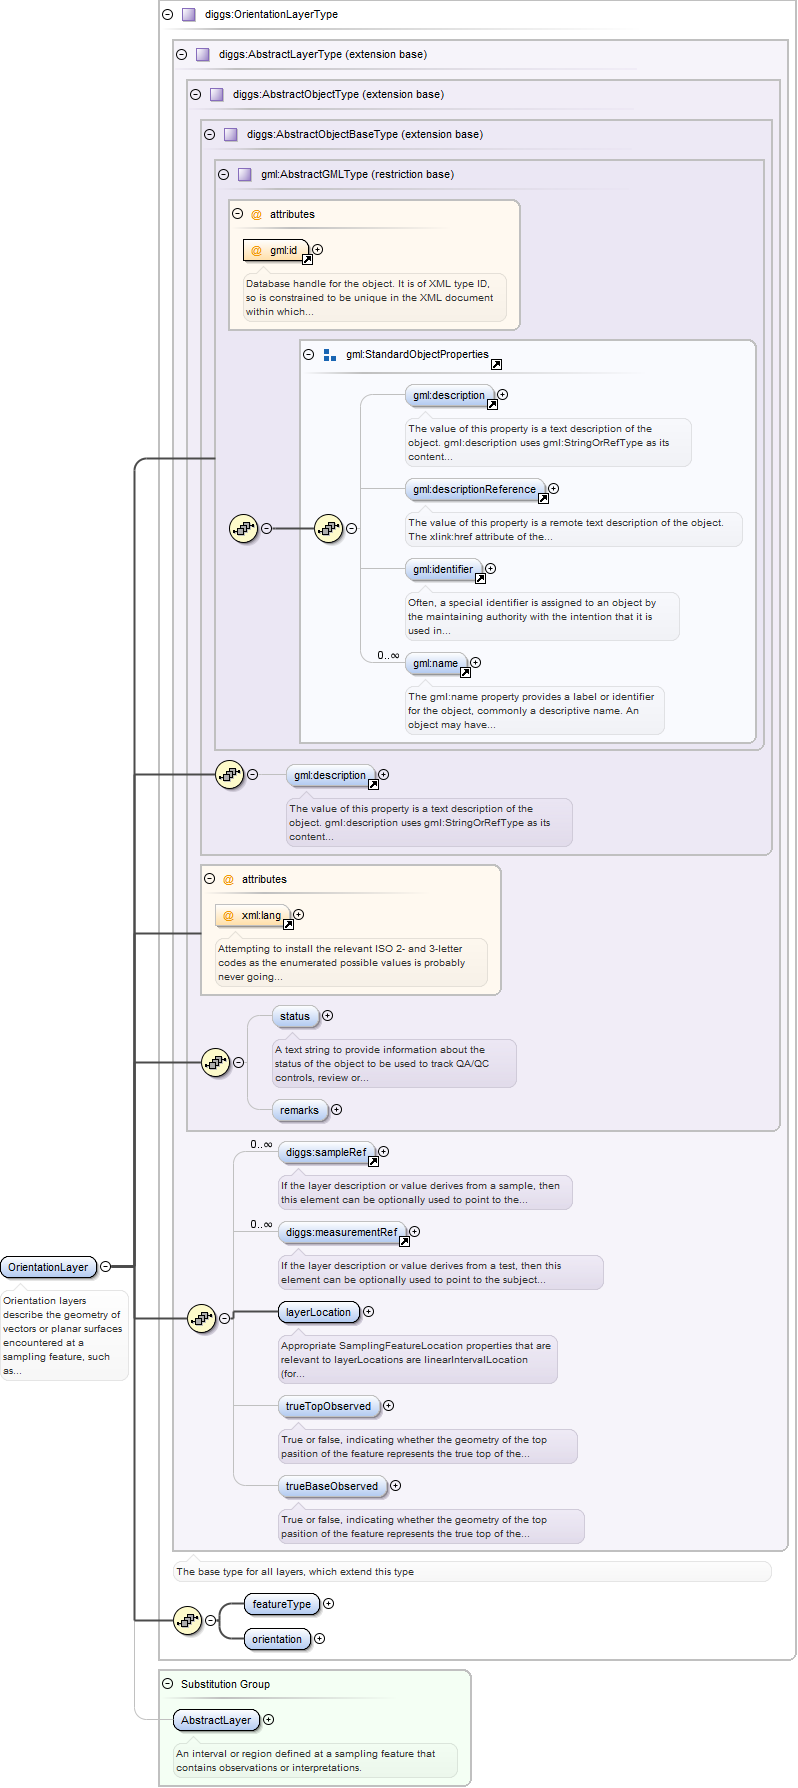 diggs:OrientationLayerType
diggs:AbstractLayerType (extension base)
diggs:AbstractObjectType (extension base)
diggs:AbstractObjectBaseType (extension base)
gml:AbstractGMLType (restriction base)
@ attributes
@ gml:id
Database handle for the object. It is of XML type ID,
so is constrained to be unique in the XML document
within which...
gml:StandardObjectProperties
gml:description
The value of this property is a text description of the
object. gml:description uses gml:StringOrRefType as its
content...
gml:descriptionReference
The value of this property is a remote text description of the object.
The xlink:href attribute of the...
gml:identifier
Often, a special identifier is assigned to an object by
the maintaining authority with the intention that it is
used in...
0..∞
gml:name
The gml:name property provides a label or identifier
for the object, commonly a descriptive name. An
object may have...
gml:description
The value of this property is a text description of the
object. gml:description uses gml:StringOrRefType as its
content...
@ attributes
@ xml:lang
Attempting to install the relevant ISO 2- and 3-letter
codes as the enumerated possible values is probably
never going...
status
A text string to provide information about the
status of the object to be used to track QA/QC
controls, review or...
remarks
0..∞
diggs:sampleRef
If the layer description or value derives from a sample, then
this element can be optionally used to point to the...
0..∞
diggs:measurementRef
If the layer description or value derives from a test, then this
element can be optionally used to point to the subject...
OrientationLayer
Orientation layers
describe the geometry of
vectors or planar surfaces
encountered at a
sampling feature, such
as...
layerLocation
Appropriate SamplingFeatureLocation properties that are
relevant to layerLocations are linearIntervalLocation
(for...
trueTopObserved
True or false, indicating whether the geometry of the top
pasition of the feature represents the true top of the...
trueBaseObserved
True or false, indicating whether the geometry of the top
pasition of the feature represents the true top of the...
The base type for all layers, which extend this type
featureType
orientation
Substitution Group
AbstractLayer
An interval or region defined at a sampling feature that
contains observations or interpretations.